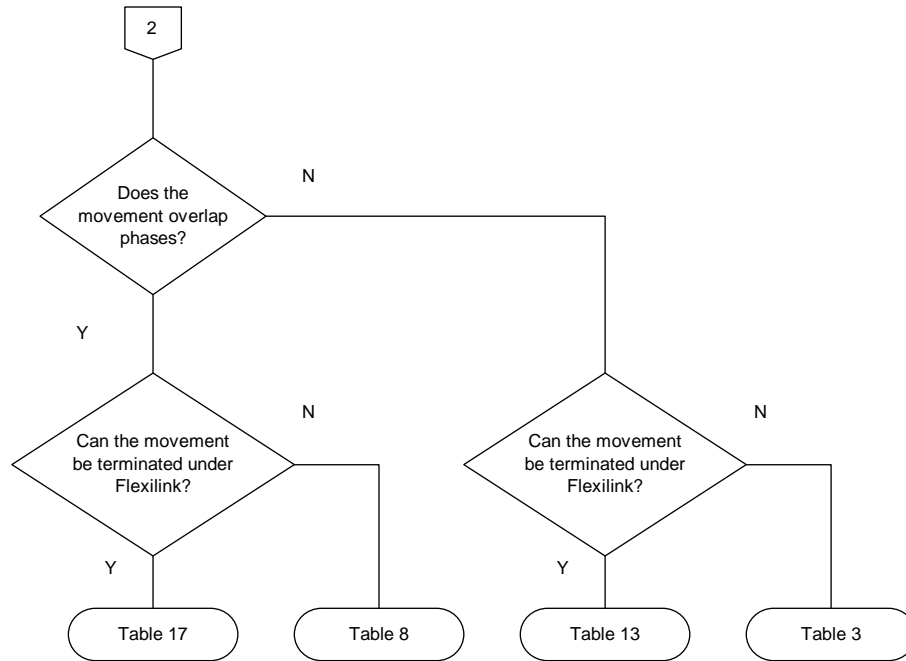 2
Does the
movement overlap
phases?
N
Y
Can the movement
be terminated under
Flexilink?
N
Y
Can the movement
be terminated under
Flexilink?
N
Y
Table 17
Table 8
Table 13
Table 3